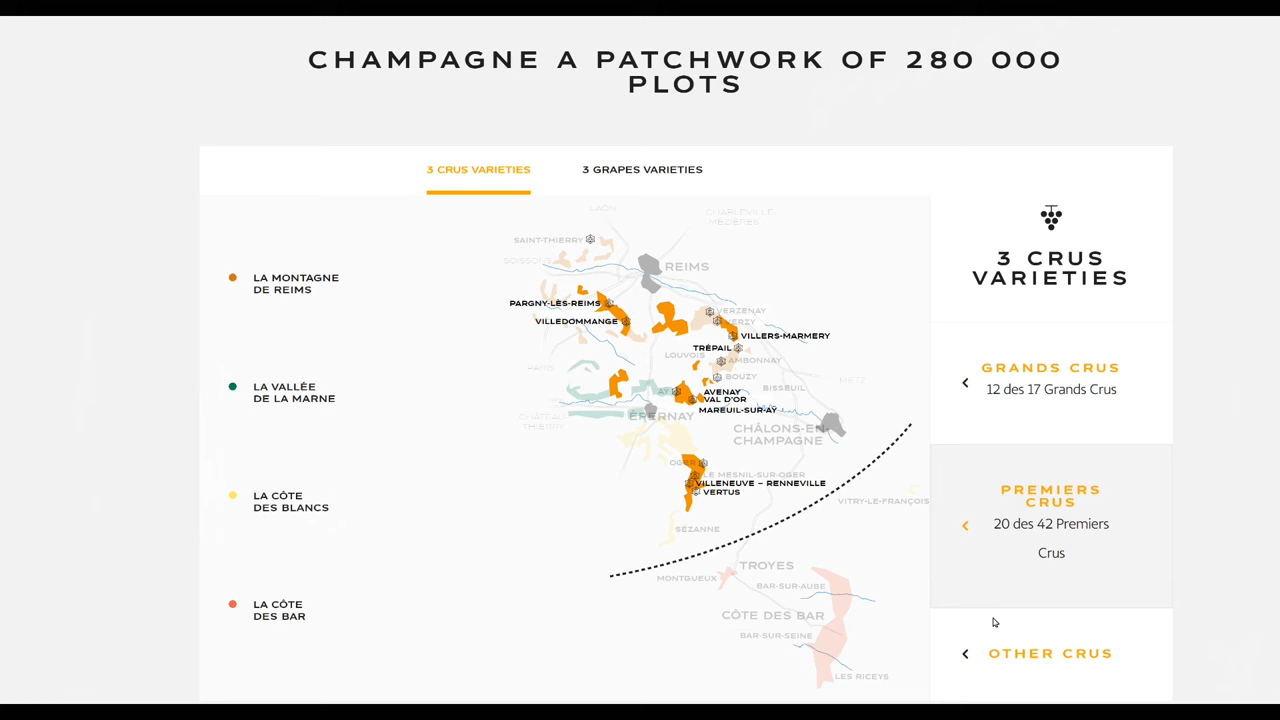 CHAMPAGNE A PATCHWORK OF 280 000
PLOTS
3 CRUS VARIETIES
3 GRAPES VARIETIES
LA MONTAGNE
DE REIMS
LA VALLÉE
DE LA MARNE
LA CÔTE
DES BLANCS
LA CÔTE
DES BAR
LAON
CHARLEVILLE
MÉZIÈRES
SAINT-THIERRY
SOISSONS
REIMS
PARGNY-LÈS-REIMS
VERZENAY
VILLEDOMMANGE
VERZY
VILLERS-MARMERY
TRÉPAIL
LOUVOIS
AMBONNAY
PARIS
BOUZY
METZ
BISSEUIL
AY
AVENAY
VAL D'OR
MAREUIL-SUR-AY
CHÂTEAU
THIERRY
ÉPERNAY
CHÂLONS-EN-
CHAMPAGNE
OGER
LE MESNIL-SUR-OGER
VILLENEUVE – RENNEVILLE
VERTUS
VITRY-LE-FRANÇOIS
SÉZANNE
TROYES
MONTGUEUX
BAR-SUR-AUBE
CÔTE DES BAR
BAR-SUR-SEINE
LES RICEYS
3 CRUS
VARIETIES
GRANDS CRUS
12 des 17 Grands Crus
PREMIERS
CRUS
20 des 42 Premiers
Crus
OTHER CRUS